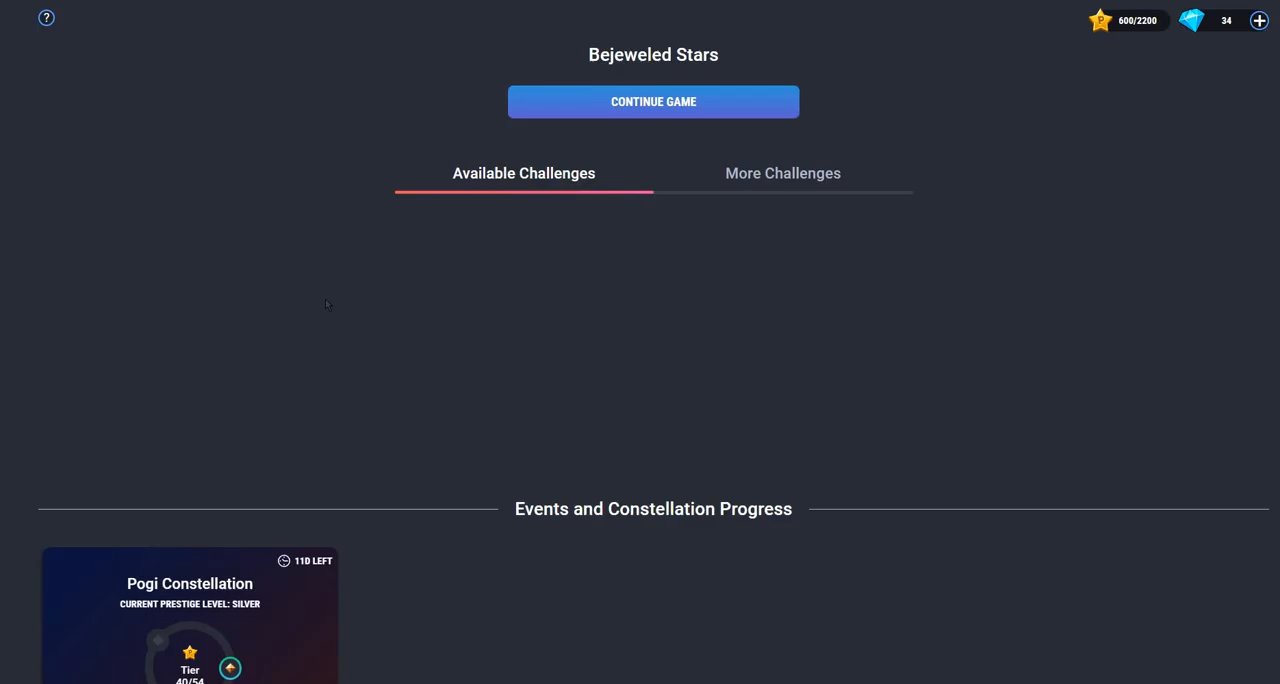 ?
P
600/2200
34
Bejeweled Stars
CONTINUE GAME
Available Challenges
More Challenges
Events and Constellation Progress
11D LEFT
Pogi Constellation
CURRENT PRESTIGE LEVEL: SILVER
Tier
40/54